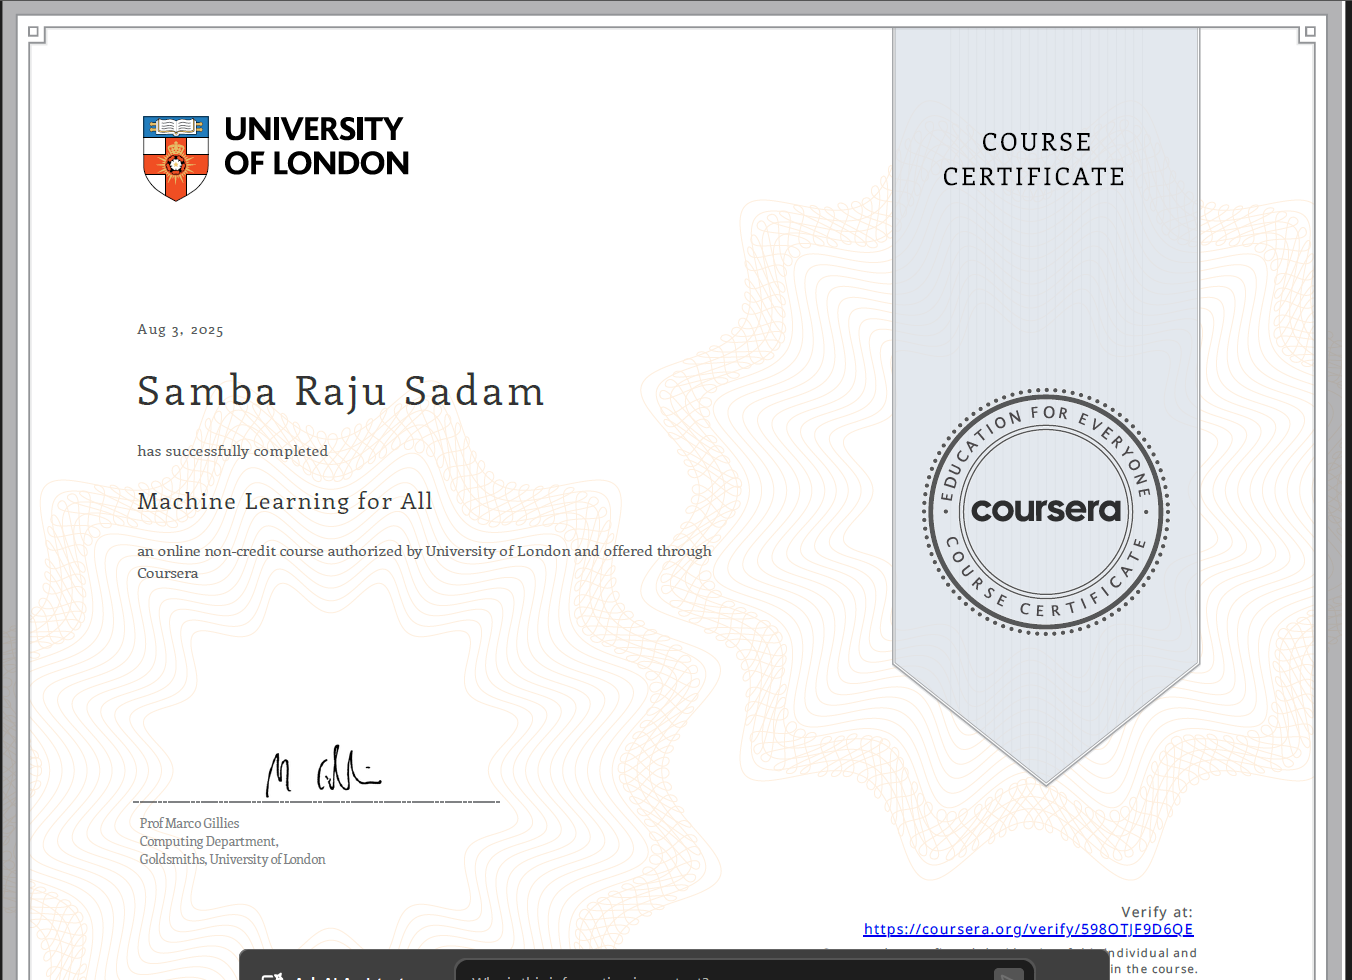 UNIVERSITY
OF LONDON
COURSE
CERTIFICATE
Aug 3, 2025
Samba Raju Sadam
has successfully completed
Machine Learning for All
an online non-credit course authorized by University of London and offered through
Coursera
EDUCATION FOR EVERYONE
coursera
COURSE CERTIFICATE
Prof Marco Gillies
Computing Department,
Goldsmiths, University of London
Verify at:
https://coursera.org/verify/598OTJF9D6QE
individual and
in the course.